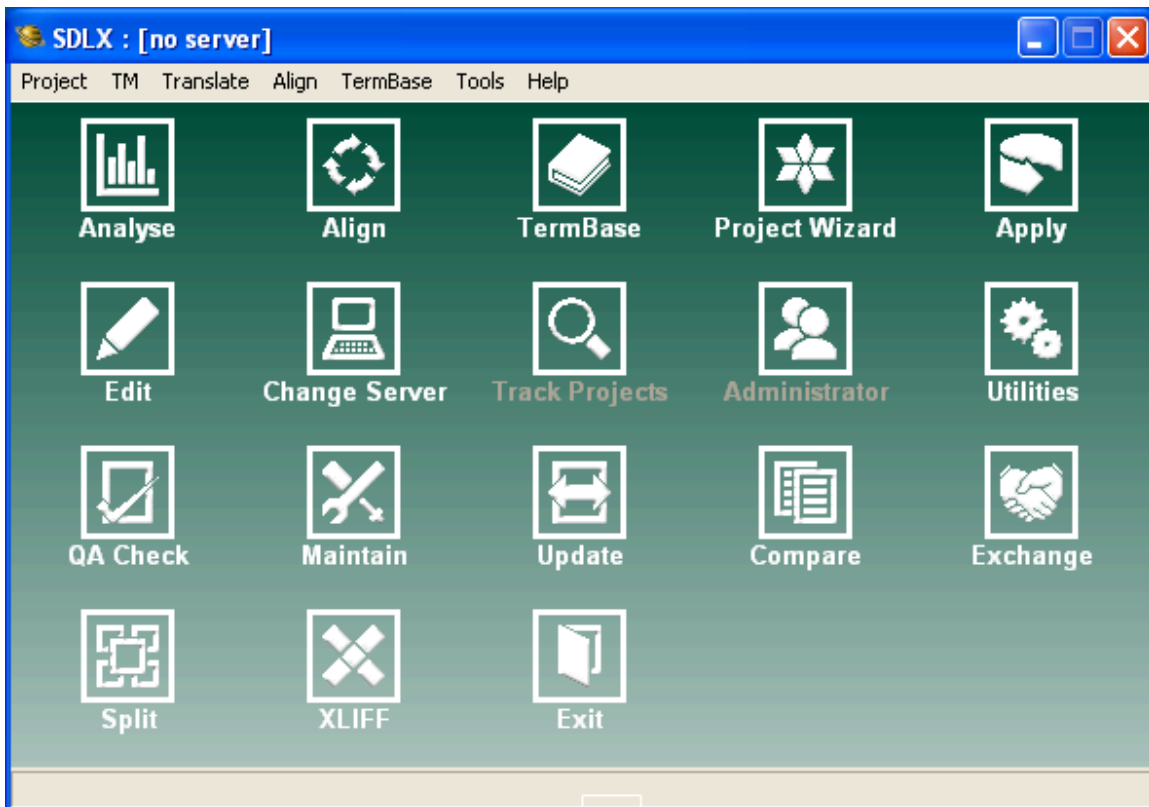 SDLX : [no server]
Project TM Translate Align TermBase Tools Help
Analyse Align TermBase Project Wizard Apply
Edit Change Server Track Projects Administrator Utilities
QA Check Maintain Update Compare Exchange
Split XLIFF Exit